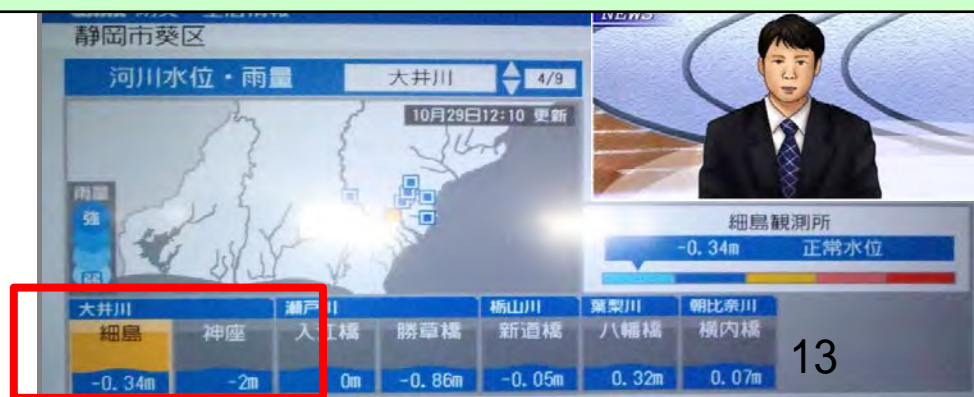 NEWS
静岡市葵区
河川水位・雨量
大井川
4/9
10月29日12:10 更新
雨量
強
細島観測所
-0.34m 正常水位
大井川 瀬戸川 栃山川 葉梨川 朝比奈川
細島 神座 入江橋 勝草橋 新道橋 八幡橋 横内橋
-0.34m -2m 0m -0.86m -0.05m 0.32m 0.07m
13